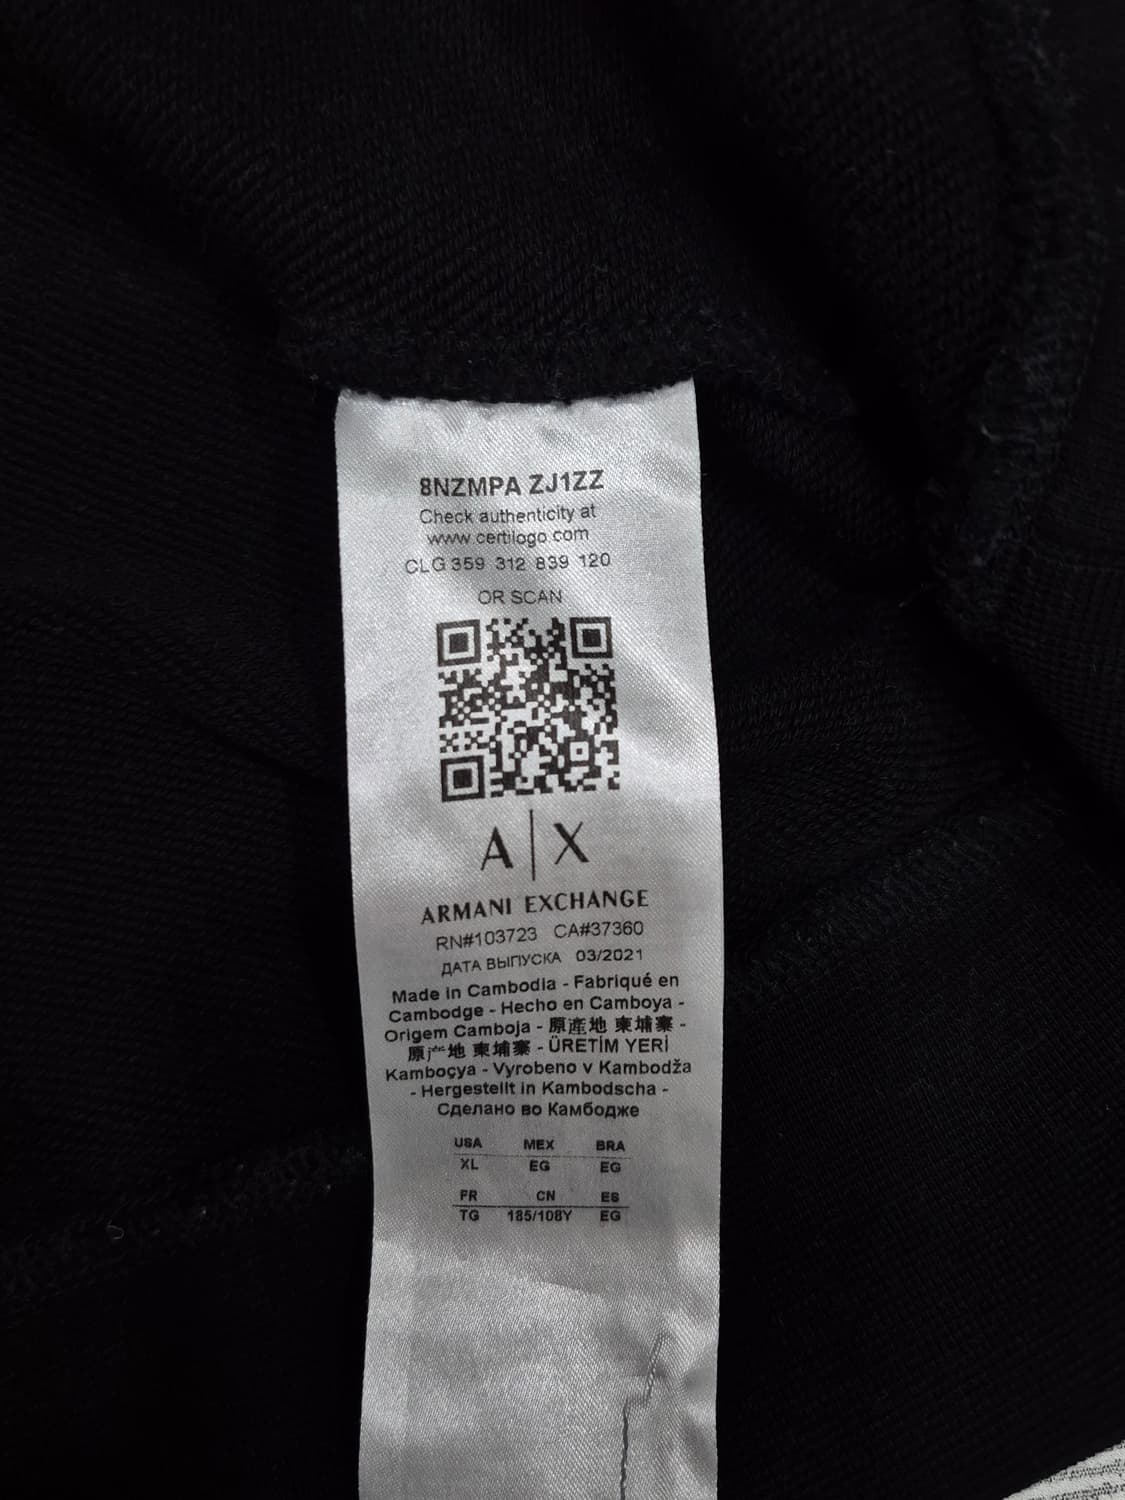 8NZMPA ZJ1ZZ
Check authenticity at
www.certilogo.com
CLG 359 312 839 120
OR SCAN
A|X
ARMANI EXCHANGE
RN#103723 CA#37360
ДАТА ВЫПУСКА 03/2021
Made in Cambodia - Fabriqué en
Cambodge - Hecho en Camboya -
Origem Camboja - 原產地 柬埔寨 -
原产地 柬埔寨 - ÜRETİM YERİ
Kamboçya - Vyrobeno v Kambodža
- Hergestellt in Kambodscha -
Сделано во Камбодже
USA MEX BRA
XL EG EG
FR CN ES
TG 185/108Y EG